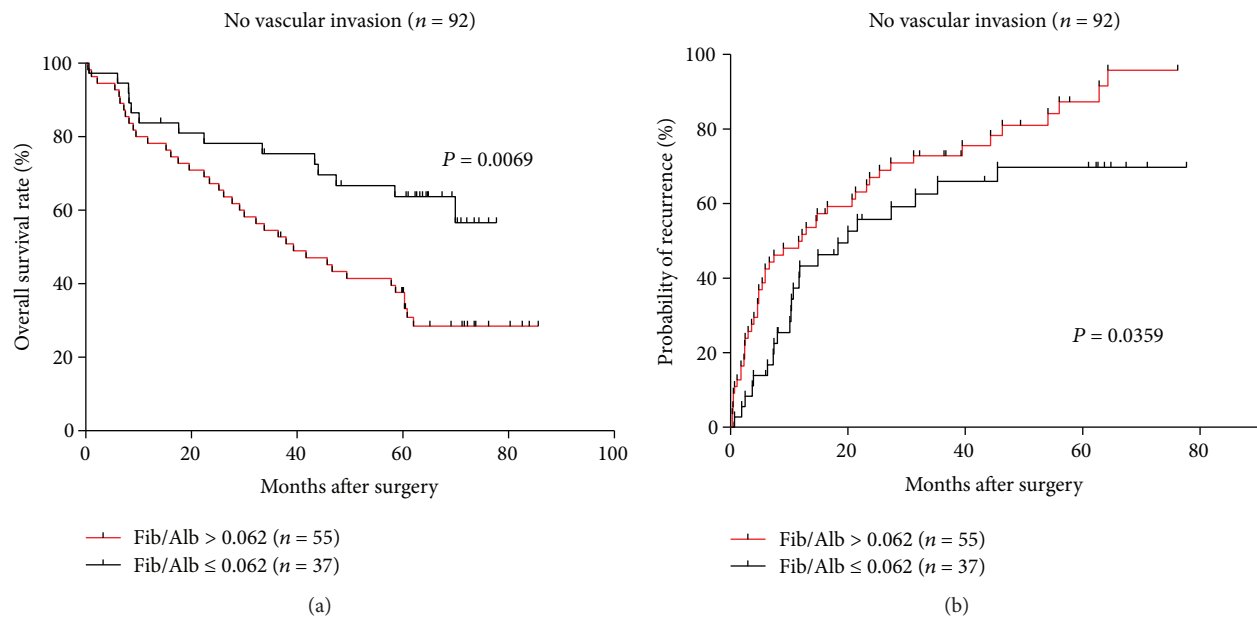 No vascular invasion (n = 92)
100
80
60
40
20
0
Overall survival rate (%)
P = 0.0069
0 20 40 60 80 100
Months after surgery
Fib/Alb > 0.062 (n = 55)
Fib/Alb ≤ 0.062 (n = 37)
(a)
No vascular invasion (n = 92)
100
80
60
40
20
0
Probability of recurrence (%)
P = 0.0359
0 20 40 60 80
Months after surgery
Fib/Alb > 0.062 (n = 55)
Fib/Alb ≤ 0.062 (n = 37)
(b)